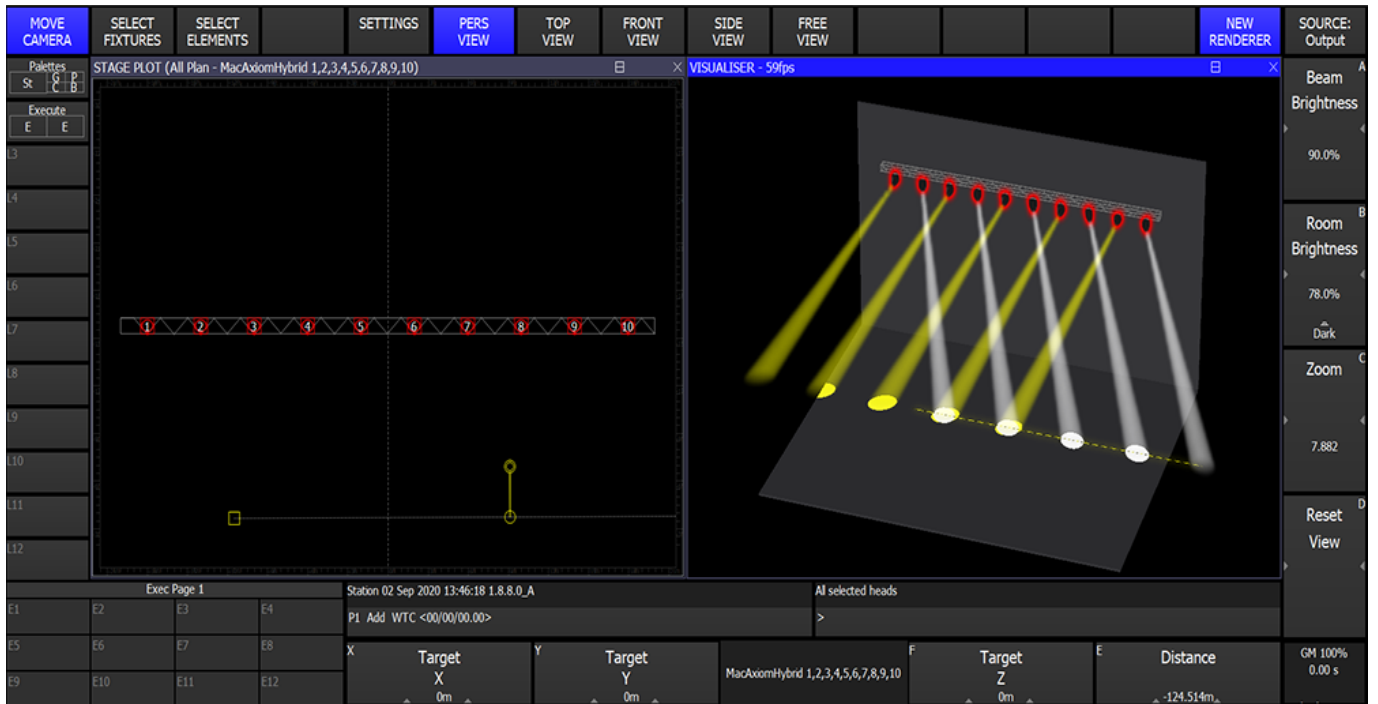 MOVE
CAMERA
SELECT
FIXTURES
SELECT
ELEMENTS
SETTINGS
PERS
VIEW
TOP
VIEW
FRONT
VIEW
SIDE
VIEW
FREE
VIEW
NEW
RENDERER
SOURCE:
Output
Palettes
St G P
C B
Execute
E E
L3
L4
L5
L6
L7
L8
L9
L10
L11
L12
STAGE PLOT (All Plan - MacAxiomHybrid 1,2,3,4,5,6,7,8,9,10)
1 2 3 4 5 6 7 8 9 10
VISUALISER - 59fps
A
Beam
Brightness
90.0%
B
Room
Brightness
78.0%
Dark
C
Zoom
7.882
D
Reset
View
Exec Page 1
E1 E2 E3 E4
E5 E6 E7 E8
E9 E10 E11 E12
Station 02 Sep 2020 13:46:18 1.8.8.0_A
P1 Add WTC <00/00/00.00>
All selected heads
>
X
Target
X
0m
Y
Target
Y
0m
MacAxiomHybrid 1,2,3,4,5,6,7,8,9,10
F
Target
Z
0m
E
Distance
-124.514m
GM 100%
0.00 s